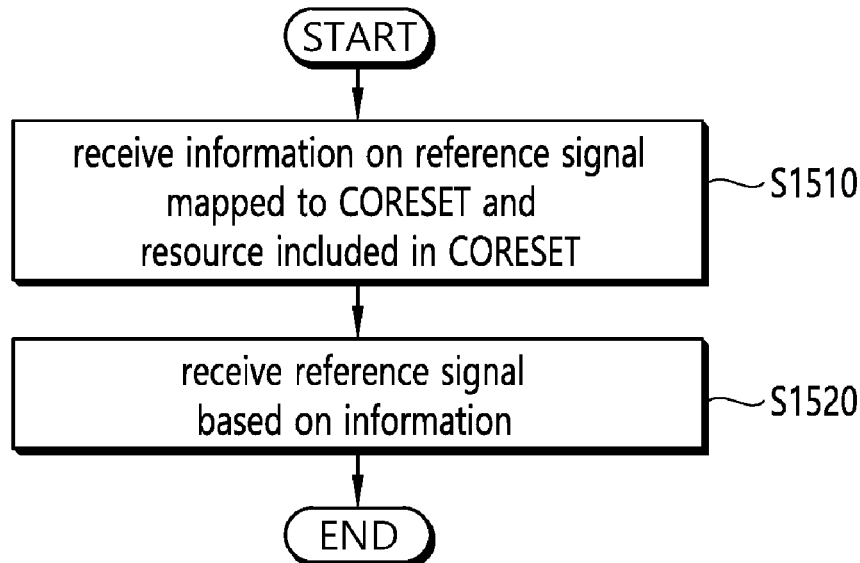 START
receive information on reference signal
mapped to CORESET and
resource included in CORESET
S1510
receive reference signal
based on information
S1520
END